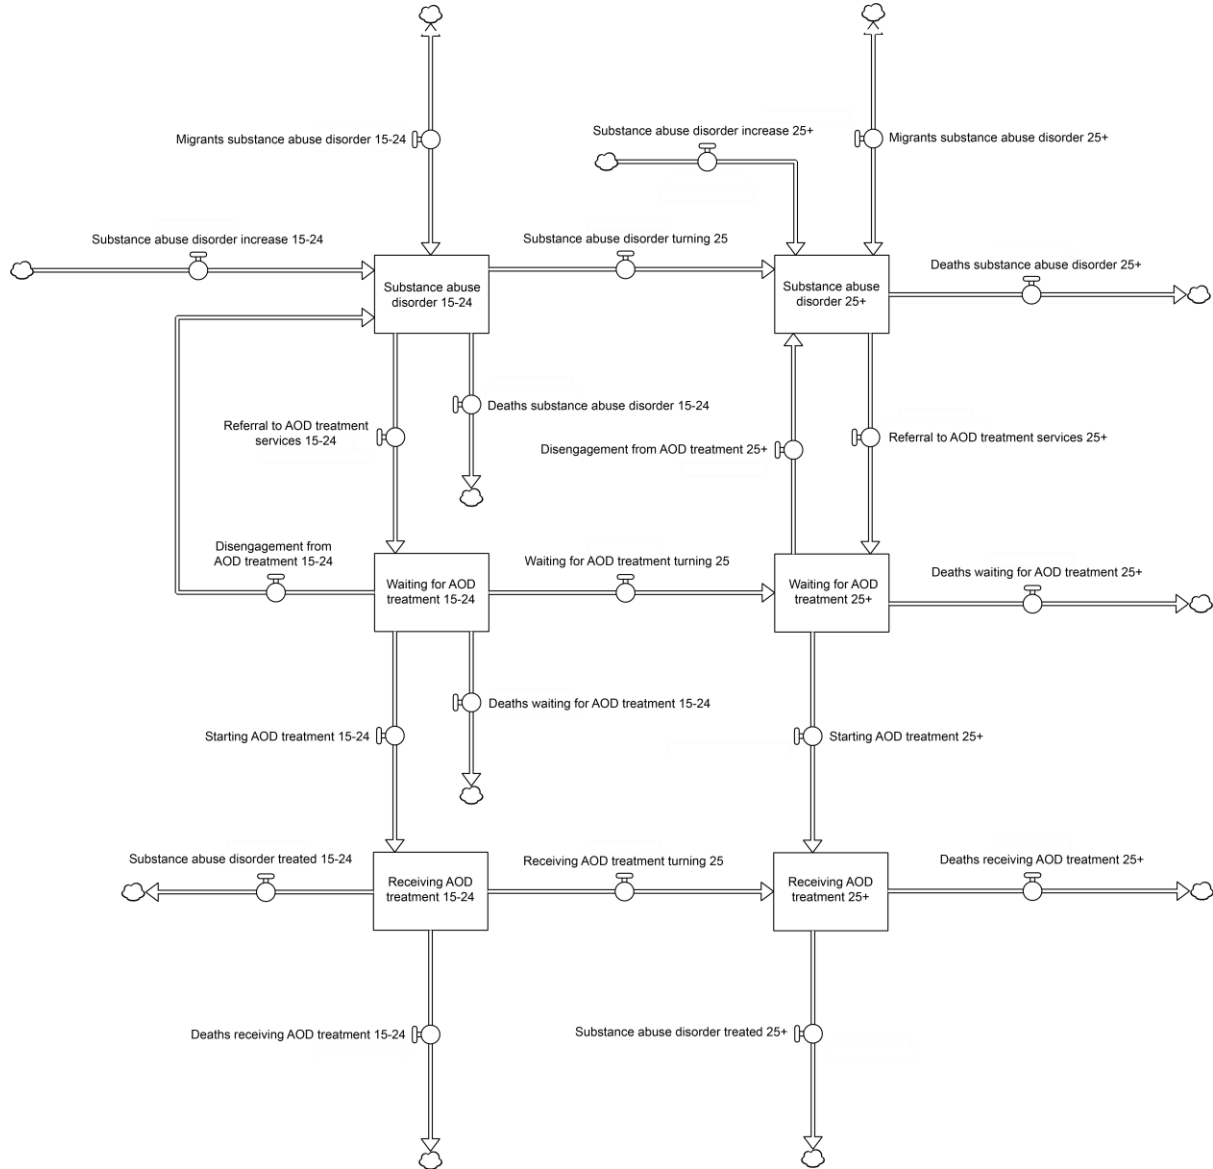 Migrants substance abuse disorder 15-24
Substance abuse disorder increase 25+
Migrants substance abuse disorder 25+
Substance abuse disorder increase 15-24
Substance abuse disorder turning 25
Substance abuse
disorder 15-24
Substance abuse
disorder 25+
Deaths substance abuse disorder 25+
Deaths substance abuse disorder 15-24
Referral to AOD treatment
services 15-24
Disengagement from AOD treatment 25+
Referral to AOD treatment services 25+
Disengagement from
AOD treatment 15-24
Waiting for AOD
treatment 15-24
Waiting for AOD treatment turning 25
Waiting for AOD
treatment 25+
Deaths waiting for AOD treatment 25+
Deaths waiting for AOD treatment 15-24
Starting AOD treatment 15-24
Starting AOD treatment 25+
Substance abuse disorder treated 15-24
Receiving AOD
treatment 15-24
Receiving AOD treatment turning 25
Receiving AOD
treatment 25+
Deaths receiving AOD treatment 25+
Deaths receiving AOD treatment 15-24
Substance abuse disorder treated 25+